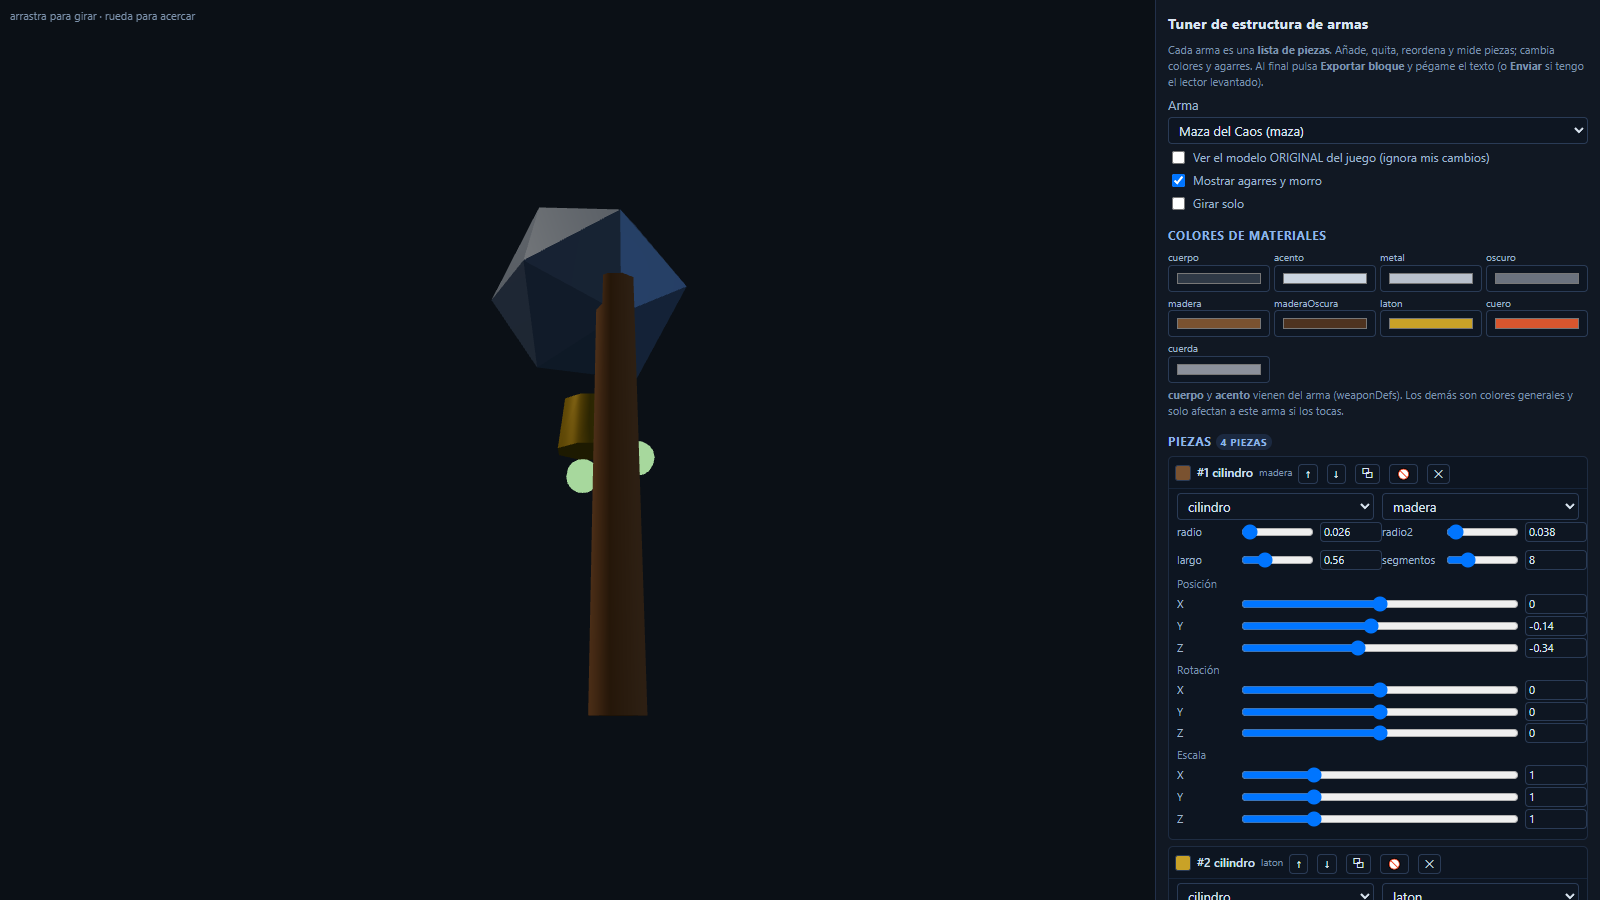 arrastra para girar · rueda para acercar
Tuner de estructura de armas
Cada arma es una lista de piezas. Añade, quita, reordena y mide piezas; cambia
colores y agarres. Al final pulsa Exportar bloque y pégame el texto (o Enviar si tengo
el lector levantado).
Arma
Maza del Caos (maza)
Ver el modelo ORIGINAL del juego (ignora mis cambios)
Mostrar agarres y morro
Girar solo
COLORES DE MATERIALES
cuerpo acento metal oscuro
madera maderaOscura laton cuero
cuerda
cuerpo y acento vienen del arma (weaponDefs). Los demás son colores generales y
solo afectan a este arma si los tocas.
PIEZAS 4 PIEZAS
#1 cilindro madera ↑ ↓
cilindro madera
radio 0.026 radio2 0.038
largo 0.56 segmentos 8
Posición
X 0
Y -0.14
Z -0.34
Rotación
X 0
Y 0
Z 0
Escala
X 1
Y 1
Z 1
#2 cilindro laton ↑ ↓
cilindro laton